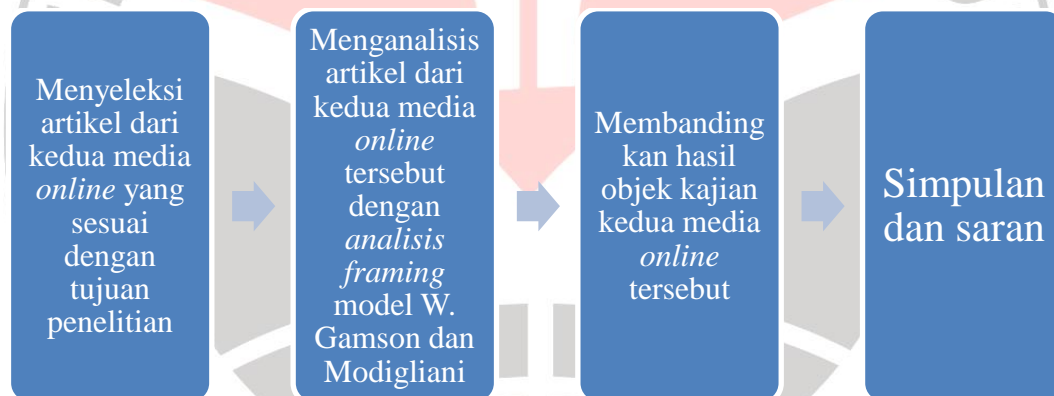 Menyeleksi
artikel dari
kedua media
online yang
sesuai
dengan
tujuan
penelitian
Menganalisis
artikel dari
kedua media
online
tersebut
dengan
analisis
framing
model W.
Gamson dan
Modigliani
Membanding
kan hasil
objek kajian
kedua media
online
tersebut
Simpulan
dan saran